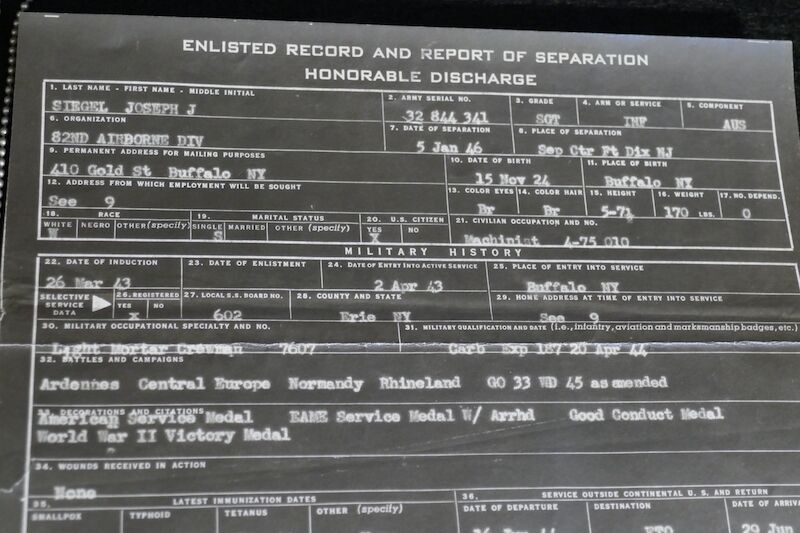 ENLISTED RECORD AND REPORT OF SEPARATION
HONORABLE DISCHARGE
1. LAST NAME - FIRST NAME - MIDDLE INITIAL
SIEGEL JOSEPH J
2. ARMY SERIAL NO.
32 844 341
3. GRADE
SGT
4. ARM OR SERVICE
INF
5. COMPONENT
AUS
6. ORGANIZATION
82ND AIRBORNE DIV
7. DATE OF SEPARATION
5 Jan 46
8. PLACE OF SEPARATION
Sep Ctr Ft Dix NJ
9. PERMANENT ADDRESS FOR MAILING PURPOSES
410 Gold St Buffalo NY
10. DATE OF BIRTH
15 Nov 24
11. PLACE OF BIRTH
Buffalo NY
12. ADDRESS FROM WHICH EMPLOYMENT WILL BE SOUGHT
See 9
13. COLOR EYES
Br
14. COLOR HAIR
Br
15. HEIGHT
16. WEIGHT
170 LBS.
17. NO. DEPEND.
0
18. RACE
WHITE NEGRO OTHER (specify)
W
19. MARITAL STATUS
SINGLE MARRIED OTHER (specify)
S
20. U.S. CITIZEN
YES NO
X
21. CIVILIAN OCCUPATION AND NO.
Machinist 4-75 010
MILITARY HISTORY
22. DATE OF INDUCTION
26 Mar 43
23. DATE OF ENLISTMENT
24. DATE OF ENTRY INTO ACTIVE SERVICE
2 Apr 43
25. PLACE OF ENTRY INTO SERVICE
Buffalo NY
SELECTIVE SERVICE DATA
26. REGISTERED
YES NO
x
27. LOCAL S.S. BOARD NO.
602
28. COUNTY AND STATE
Erie NY
29. HOME ADDRESS AT TIME OF ENTRY INTO SERVICE
See 9
30. MILITARY OCCUPATIONAL SPECIALTY AND NO.
Light Mortar Crewman 7607
31. MILITARY QUALIFICATION AND DATE (i.e., infantry, aviation and marksmanship badges, etc.)
Carb Exp 187 20 Apr 44
32. BATTLES AND CAMPAIGNS
Ardennes Central Europe Normandy Rhineland GO 33 WD 45 as amended
33. DECORATIONS AND CITATIONS
American Service Medal EAME Service Medal W/ Arrhd Good Conduct Medal
World War II Victory Medal
34. WOUNDS RECEIVED IN ACTION
None
35. LATEST IMMUNIZATION DATES
SMALLPOX TYPHOID TETANUS OTHER (specify)
36. SERVICE OUTSIDE CONTINENTAL U. S. AND RETURN
DATE OF DEPARTURE DESTINATION DATE OF ARRIVA
ETO 29 Jun